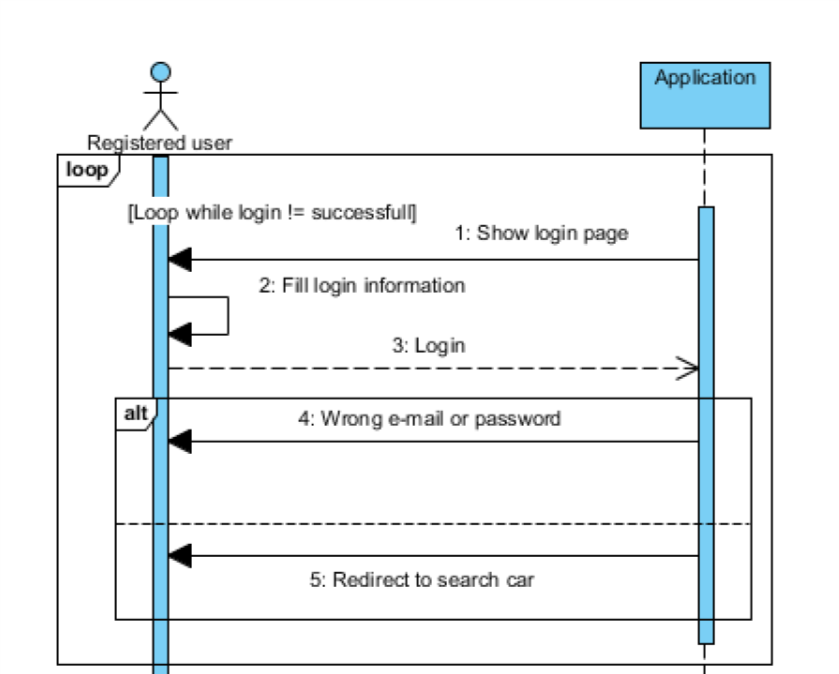 Application
Registered user
loop
[Loop while login != successfull]
1: Show login page
2: Fill login information
3: Login
alt
4: Wrong e-mail or password
5: Redirect to search car